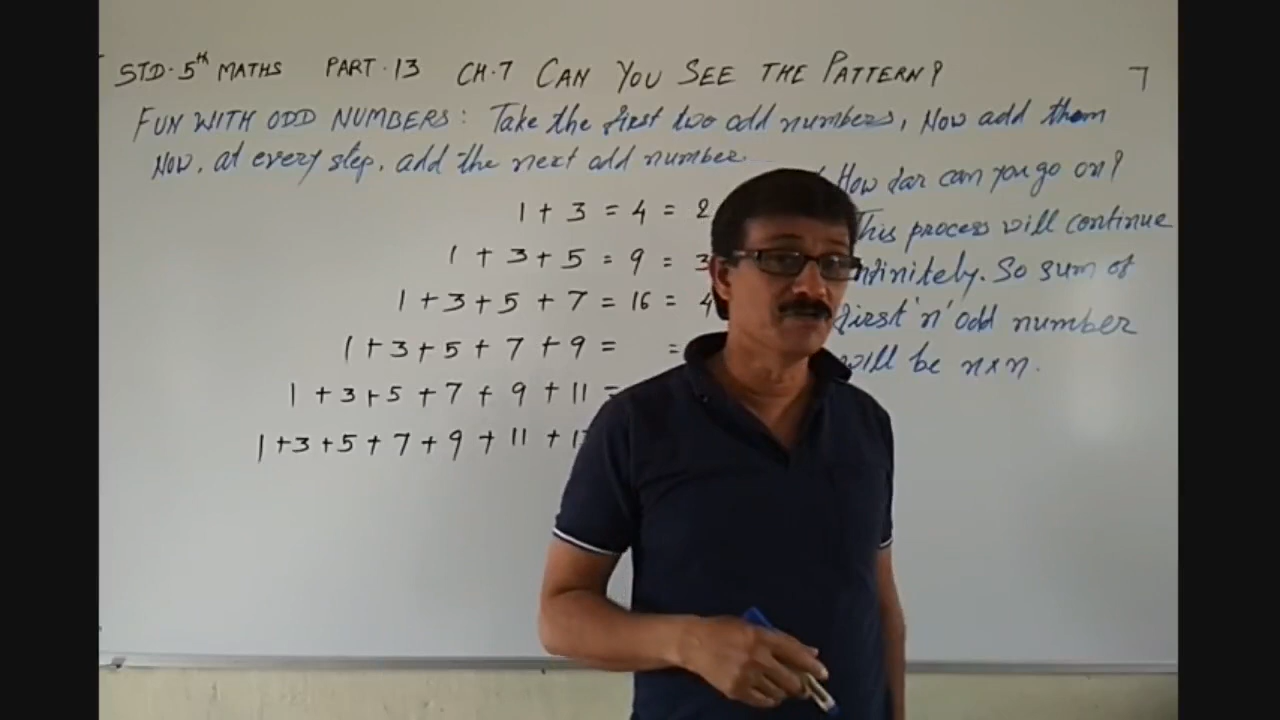 STD. 5th MATHS PART. 13 CH.7 CAN YOU SEE THE PATTERN? 7
FUN WITH ODD NUMBERS: Take the first two odd numbers, Now add them
Now, at every step, add the next odd number.
1 + 3 = 4 = 2
1 + 3 + 5 = 9 = 3
1 + 3 + 5 + 7 = 16 = 4
1 + 3 + 5 + 7 + 9 = =
1 + 3 + 5 + 7 + 9 + 11 =
1 + 3 + 5 + 7 + 9 + 11 + 1
How far can you go on?
This process will continue
infinitely. So sum of
first 'n' odd number
will be n x n.